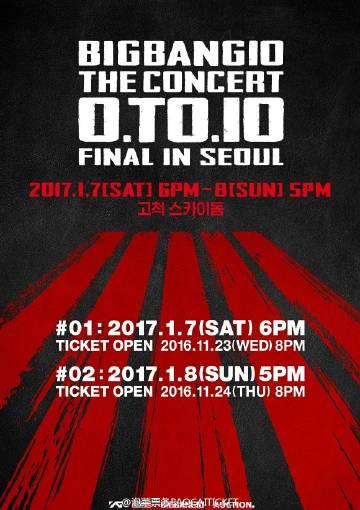 BIGBANG10
THE CONCERT
0.TO.10
FINAL IN SEOUL
2017.1.7[SAT] 6PM-8[SUN] 5PM
고척 스카이돔
#01: 2017.1.7(SAT) 6PM
TICKET OPEN 2016.11.23(WED) 8PM
#02: 2017.1.8(SUN) 5PM
TICKET OPEN 2016.11.24(THU) 8PM
AUCTION.